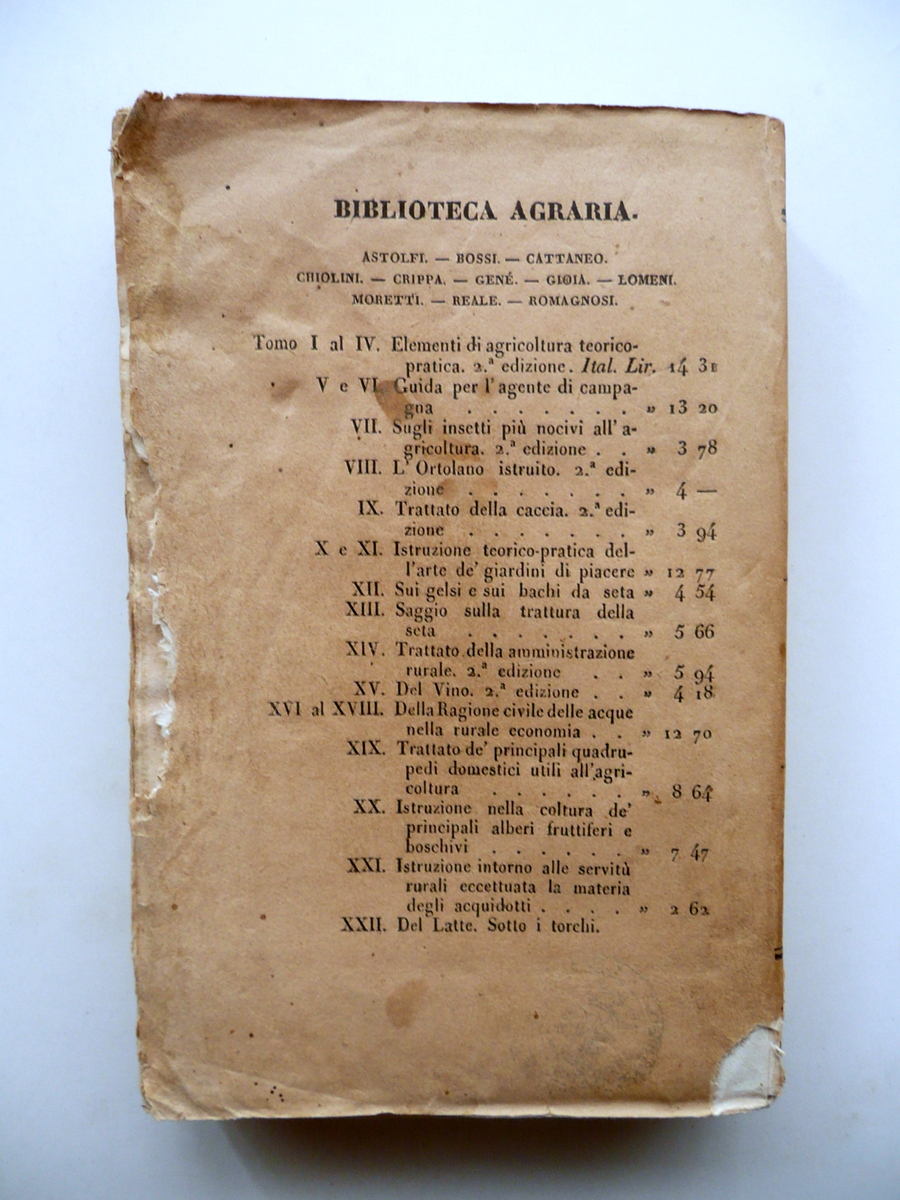 BIBLIOTECA AGRARIA.
ASTOLFI. — BOSSI. — CATTANEO.
CHIOLINI. — CRIPPA. — GENÉ. — GIOIA. — LOMENI.
MORETTI. — REALE. — ROMAGNOSI.
Tomo I al IV. Elementi di agricoltura teorico-
pratica. 2.ª edizione. Ital. Lir. 14 31
V e VI. Guida per l'agente di campa-
gna . . . . . . . » 13 20
VII. Sugli insetti più nocivi all'a-
gricoltura. 2.ª edizione . . » 3 78
VIII. L'Ortolano istruito. 2.ª edi-
zione . . . . . . . » 4 —
IX. Trattato della caccia. 2.ª edi-
zione . . . . . . . » 3 94
X e XI. Istruzione teorico-pratica del-
l'arte de' giardini di piacere » 12 77
XII. Sui gelsi e sui bachi da seta » 4 54
XIII. Saggio sulla trattura della
seta . . . . . . . » 5 66
XIV. Trattato della amministrazione
rurale. 2.ª edizione . . » 5 94
XV. Del Vino. 2.ª edizione . . » 4 18
XVI al XVIII. Della Ragione civile delle acque
nella rurale economia . . » 12 70
XIX. Trattato de' principali quadru-
pedi domestici utili all'agri-
coltura . . . . . . » 8 64
XX. Istruzione nella coltura de'
principali alberi fruttiferi e
boschivi . . . . . . » 7 47
XXI. Istruzione intorno alle servitù
rurali eccettuata la materia
degli acquidotti . . . . » 2 62
XXII. Del Latte. Sotto i torchi.